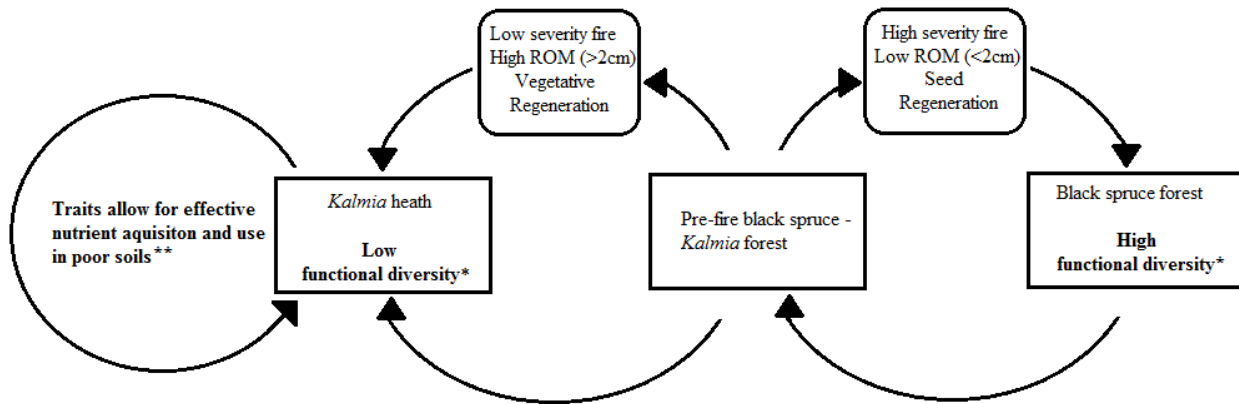 Low severity fire
High ROM (>2cm)
Vegetative
Regeneration
High severity fire
Low ROM (<2cm)
Seed
Regeneration
Traits allow for effective
nutrient aquisiton and use
in poor soils**
Kalmia heath
Low
functional diversity*
Pre-fire black spruce -
Kalmia forest
Black spruce forest
High
functional diversity*